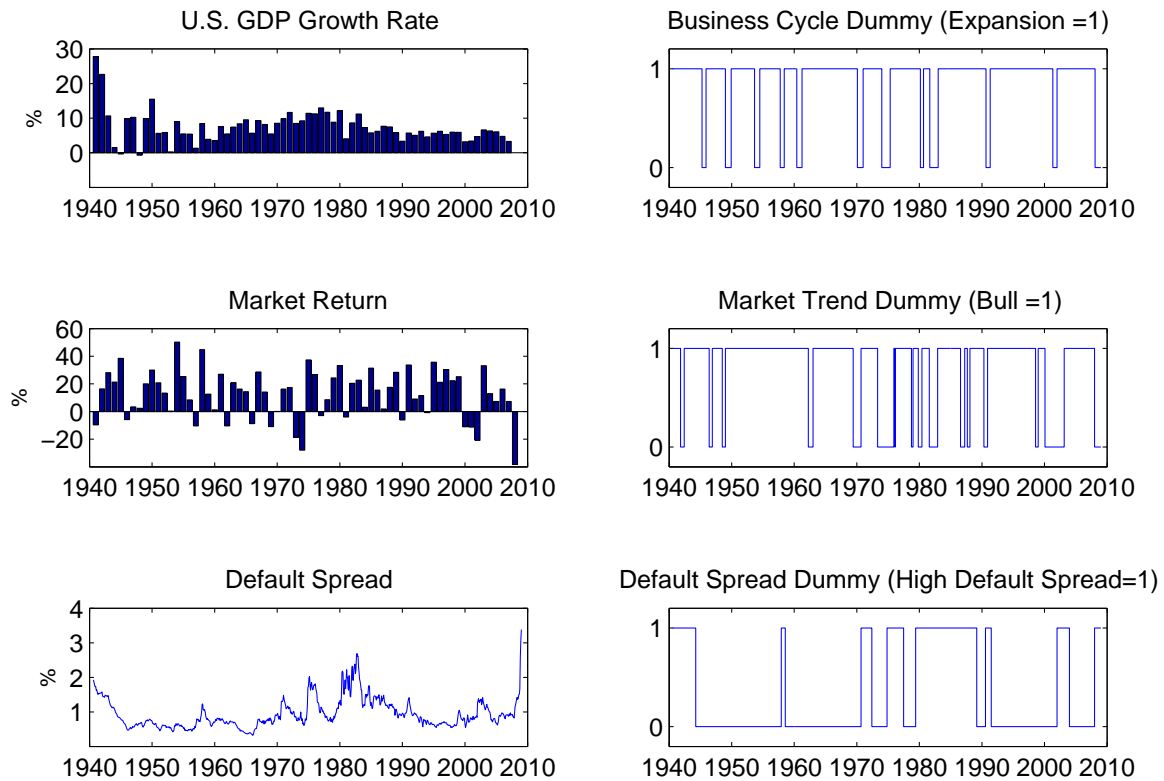 U.S. GDP Growth Rate
30
20
10
0
%
1940 1950 1960 1970 1980 1990 2000 2010
Business Cycle Dummy (Expansion =1)
1
0
1940 1950 1960 1970 1980 1990 2000 2010
Market Return
60
40
20
0
−20
%
1940 1950 1960 1970 1980 1990 2000 2010
Market Trend Dummy (Bull =1)
1
0
1940 1950 1960 1970 1980 1990 2000 2010
Default Spread
4
3
2
1
%
1940 1950 1960 1970 1980 1990 2000 2010
Default Spread Dummy (High Default Spread=1)
1
0
1940 1950 1960 1970 1980 1990 2000 2010